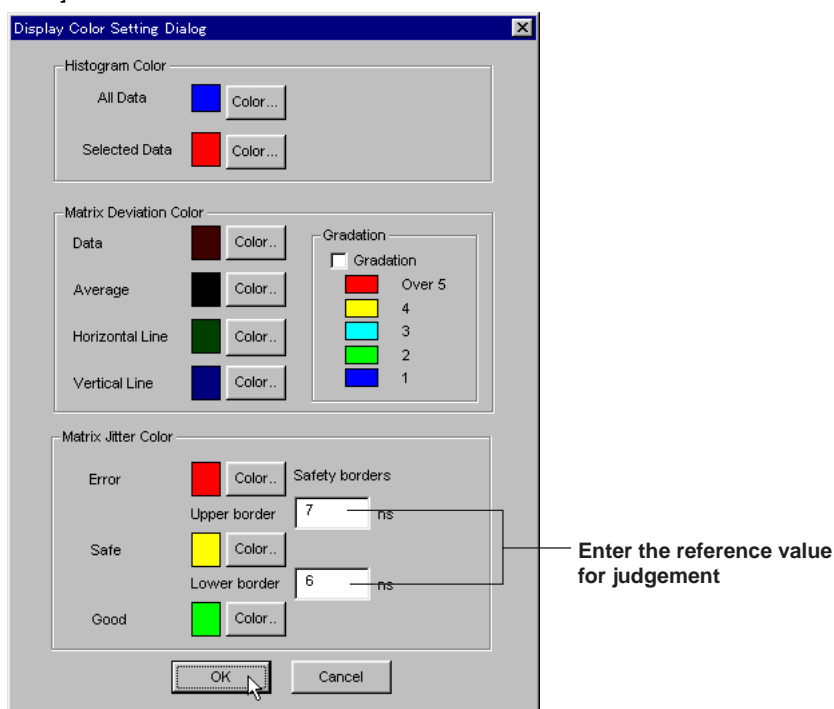 ]
Display Color Setting Dialog
Histogram Color
All Data Color...
Selected Data Color...
Matrix Deviation Color
Data Color..
Average Color..
Horizontal Line Color..
Vertical Line Color..
Gradation
Gradation
Over 5
4
3
2
1
Matrix Jitter Color
Error Color.. Safety borders
Upper border 7 ns
Safe Color..
Lower border 6 ns
Good Color..
Enter the reference value
for judgement
OK Cancel